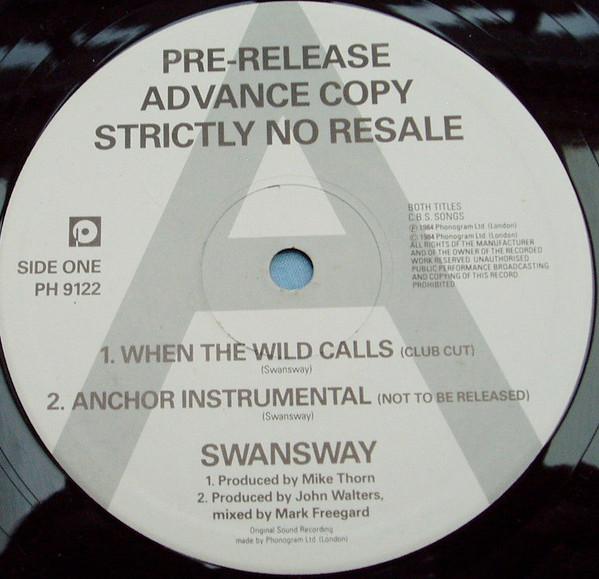 PRE-RELEASE
ADVANCE COPY
STRICTLY NO RESALE
A
p
SIDE ONE
PH 9122
BOTH TITLES
C.B.S. SONGS
℗ 1984 Phonogram Ltd. (London)
© 1984 Phonogram Ltd. (London)
ALL RIGHTS OF THE MANUFACTURER
AND OF THE OWNER OF THE RECORDED
WORK RESERVED. UNAUTHORISED
PUBLIC PERFORMANCE BROADCASTING
AND COPYING OF THIS RECORD
PROHIBITED
1. WHEN THE WILD CALLS (CLUB CUT)
(Swansway)
2. ANCHOR INSTRUMENTAL (NOT TO BE RELEASED)
(Swansway)
SWANSWAY
1. Produced by Mike Thorn
2. Produced by John Walters,
mixed by Mark Freegard
Original Sound Recording
made by Phonogram Ltd. (London)